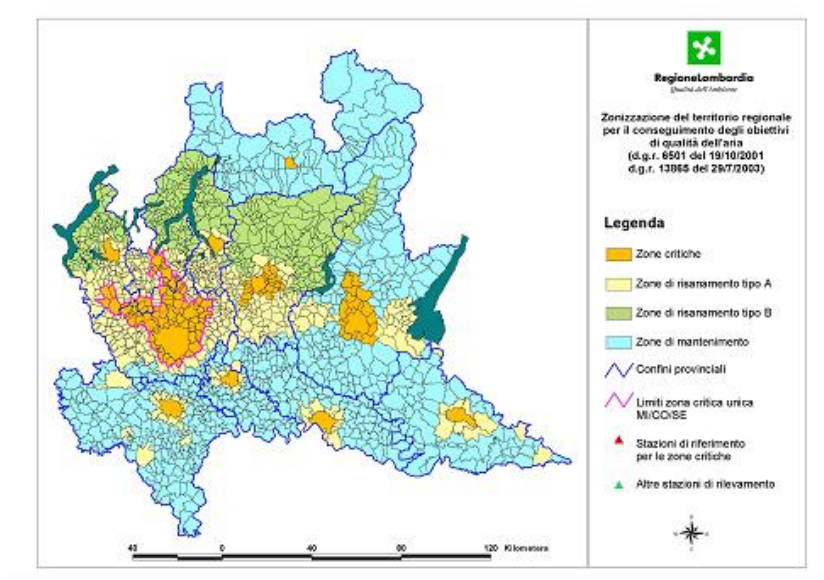 RegioneLombardia
Qualità dell'Ambiente
Zonizzazione del territorio regionale
per il conseguimento degli obiettivi
di qualità dell'aria
(d.g.r. 6501 del 19/10/2001
d.g.r. 13865 del 29/7/2003)
Legenda
Zone critiche
Zone di risanamento tipo A
Zone di risanamento tipo B
Zone di mantenimento
Confini provinciali
Limiti zona critica unica
MI/CO/SE
Stazioni di riferimento
per le zone critiche
Altre stazioni di rilevamento
40 0 40 80 120 Kilometers